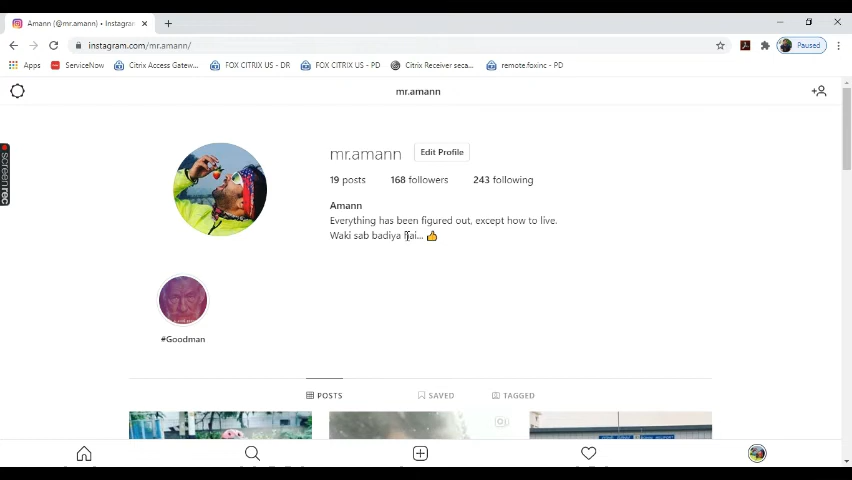 Amann (@mr.amann) • Instagram
instagram.com/mr.amann/
Paused
Apps
ServiceNow
Citrix Access Gatew...
FOX CITRIX US - DR
FOX CITRIX US - PD
Citrix Receiver seca...
remote.foxinc - PD
mr.amann
screenrec
mr.amann
Edit Profile
19 posts
168 followers
243 following
Amann
Everything has been figured out, except how to live.
Waki sab badiya hai... 👍
#Goodman
POSTS
SAVED
TAGGED